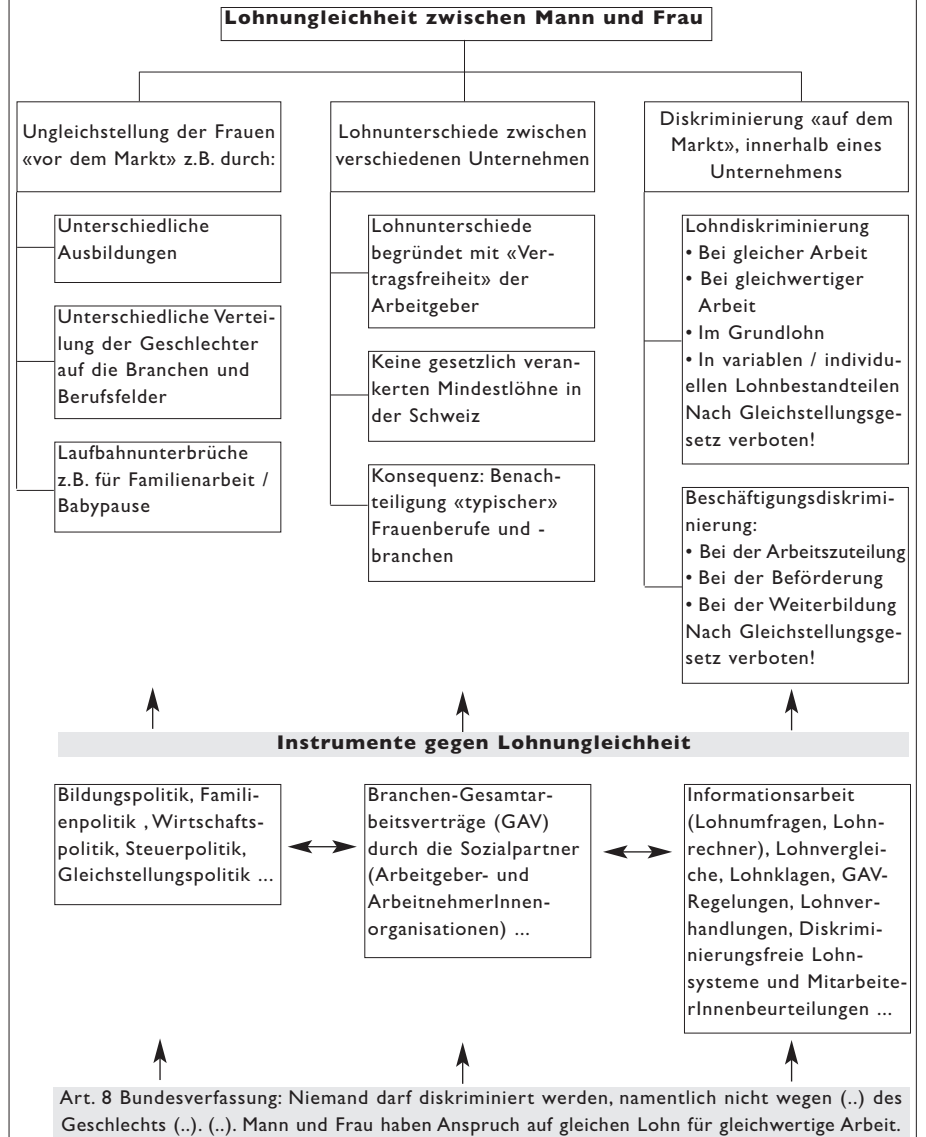 Lohnungleichheit zwischen Mann und Frau
Ungleichstellung der Frauen
«vor dem Markt» z.B. durch:
Unterschiedliche
Ausbildungen
Unterschiedliche Vertei-
lung der Geschlechter
auf die Branchen und
Berufsfelder
Laufbahnunterbrüche
z.B. für Familienarbeit /
Babypause
Lohnunterschiede zwischen
verschiedenen Unternehmen
Lohnunterschiede
begründet mit «Ver-
tragsfreiheit» der
Arbeitgeber
Keine gesetzlich veran-
kerten Mindestlöhne in
der Schweiz
Konsequenz: Benach-
teiligung «typischer»
Frauenberufe und -
branchen
Diskriminierung «auf dem
Markt», innerhalb eines
Unternehmens
Lohndiskriminierung
• Bei gleicher Arbeit
• Bei gleichwertiger
Arbeit
• Im Grundlohn
• In variablen / individu-
ellen Lohnbestandteilen
Nach Gleichstellungsge-
setz verboten!
Beschäftigungsdiskrimi-
nierung:
• Bei der Arbeitszuteilung
• Bei der Beförderung
• Bei der Weiterbildung
Nach Gleichstellungsge-
setz verboten!
Instrumente gegen Lohnungleichheit
Bildungspolitik, Famili-
enpolitik , Wirtschafts-
politik, Steuerpolitik,
Gleichstellungspolitik ...
Branchen-Gesamtar-
beitsverträge (GAV)
durch die Sozialpartner
(Arbeitgeber- und
ArbeitnehmerInnen-
organisationen) ...
Informationsarbeit
(Lohnumfragen, Lohn-
rechner), Lohnverglei-
che, Lohnklagen, GAV-
Regelungen, Lohnver-
handlungen, Diskrimi-
nierungsfreie Lohn-
systeme und Mitarbeite-
rInnenbeurteilungen ...
Art. 8 Bundesverfassung: Niemand darf diskriminiert werden, namentlich nicht wegen (..) des
Geschlechts (..). (..). Mann und Frau haben Anspruch auf gleichen Lohn für gleichwertige Arbeit.